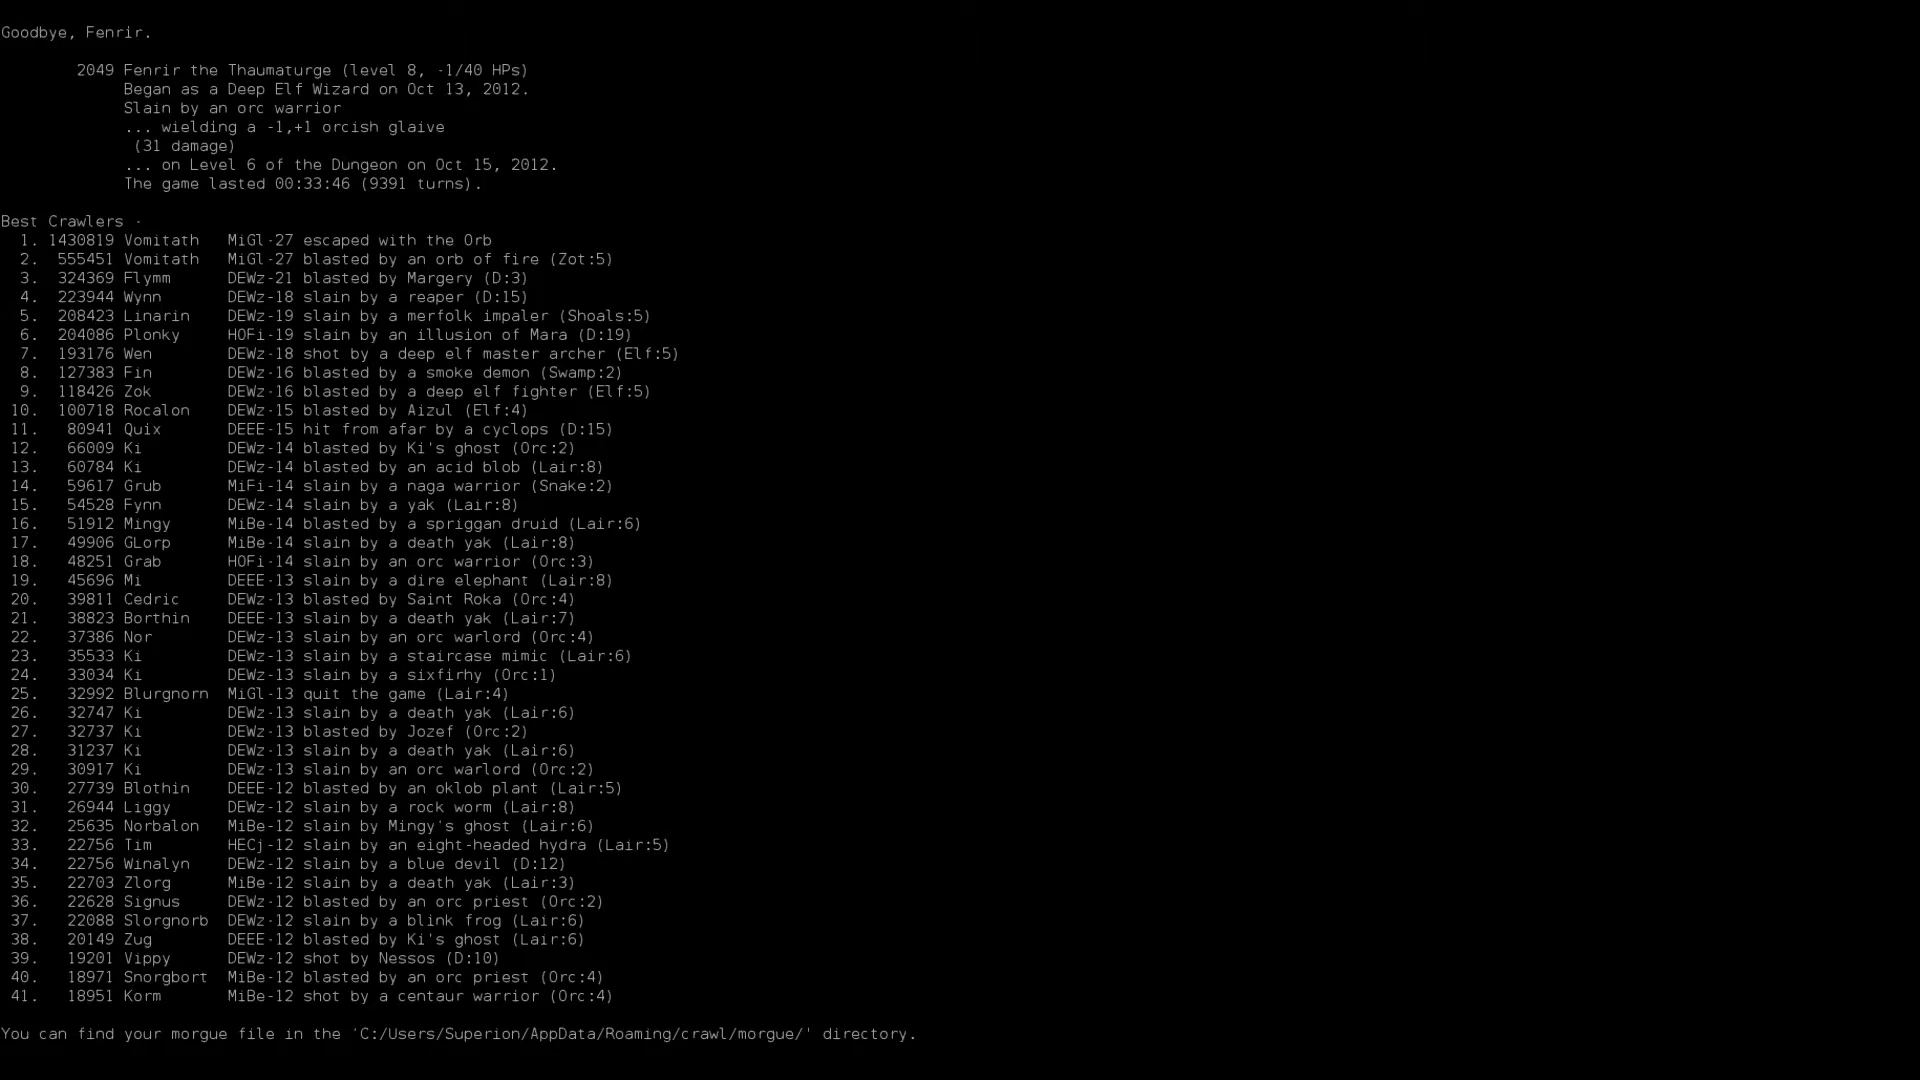 Goodbye, Fenrir.
2049 Fenrir the Thaumaturge (level 8, -1/40 HPs)
Began as a Deep Elf Wizard on Oct 13, 2012.
Slain by an orc warrior
... wielding a -1,+1 orcish glaive
(31 damage)
... on Level 6 of the Dungeon on Oct 15, 2012.
The game lasted 00:33:46 (9391 turns).
Best Crawlers -
1. 1430819 Vomitath MiGl-27 escaped with the Orb
2. 555451 Vomitath MiGl-27 blasted by an orb of fire (Zot:5)
3. 324369 Flymm DEWz-21 blasted by Margery (D:3)
4. 223944 Wynn DEWz-18 slain by a reaper (D:15)
5. 208423 Linarin DEWz-19 slain by a merfolk impaler (Shoals:5)
6. 204086 Plonky HOFi-19 slain by an illusion of Mara (D:19)
7. 193176 Wen DEWz-18 shot by a deep elf master archer (Elf:5)
8. 127383 Fin DEWz-16 blasted by a smoke demon (Swamp:2)
9. 118426 Zok DEWz-16 blasted by a deep elf fighter (Elf:5)
10. 100718 Rocalon DEWz-15 blasted by Aizul (Elf:4)
11. 80941 Quix DEEE-15 hit from afar by a cyclops (D:15)
12. 66009 Ki DEWz-14 blasted by Ki's ghost (Orc:2)
13. 60784 Ki DEWz-14 blasted by an acid blob (Lair:8)
14. 59617 Grub MiFi-14 slain by a naga warrior (Snake:2)
15. 54528 Fynn DEWz-14 slain by a yak (Lair:8)
16. 51912 Mingy MiBe-14 blasted by a spriggan druid (Lair:6)
17. 49906 GLorp MiBe-14 slain by a death yak (Lair:8)
18. 48251 Grab HOFi-14 slain by an orc warrior (Orc:3)
19. 45696 Mi DEEE-13 slain by a dire elephant (Lair:8)
20. 39811 Cedric DEWz-13 blasted by Saint Roka (Orc:4)
21. 38823 Borthin DEEE-13 slain by a death yak (Lair:7)
22. 37386 Nor DEWz-13 slain by an orc warlord (Orc:4)
23. 35533 Ki DEWz-13 slain by a staircase mimic (Lair:6)
24. 33034 Ki DEWz-13 slain by a sixfirhy (Orc:1)
25. 32992 Blurgnorn MiGl-13 quit the game (Lair:4)
26. 32747 Ki DEWz-13 slain by a death yak (Lair:6)
27. 32737 Ki DEWz-13 blasted by Jozef (Orc:2)
28. 31237 Ki DEWz-13 slain by a death yak (Lair:6)
29. 30917 Ki DEWz-13 slain by an orc warlord (Orc:2)
30. 27739 Blothin DEEE-12 blasted by an oklob plant (Lair:5)
31. 26944 Liggy DEWz-12 slain by a rock worm (Lair:8)
32. 25635 Norbalon MiBe-12 slain by Mingy's ghost (Lair:6)
33. 22756 Tim HECj-12 slain by an eight-headed hydra (Lair:5)
34. 22756 Winalyn DEWz-12 slain by a blue devil (D:12)
35. 22703 Zlorg MiBe-12 slain by a death yak (Lair:3)
36. 22628 Signus DEWz-12 blasted by an orc priest (Orc:2)
37. 22088 Slorgnorb DEWz-12 slain by a blink frog (Lair:6)
38. 20149 Zug DEEE-12 blasted by Ki's ghost (Lair:6)
39. 19201 Vippy DEWz-12 shot by Nessos (D:10)
40. 18971 Snorgbort MiBe-12 blasted by an orc priest (Orc:4)
41. 18951 Korm MiBe-12 shot by a centaur warrior (Orc:4)
You can find your morgue file in the 'C:/Users/Superion/AppData/Roaming/crawl/morgue/' directory.